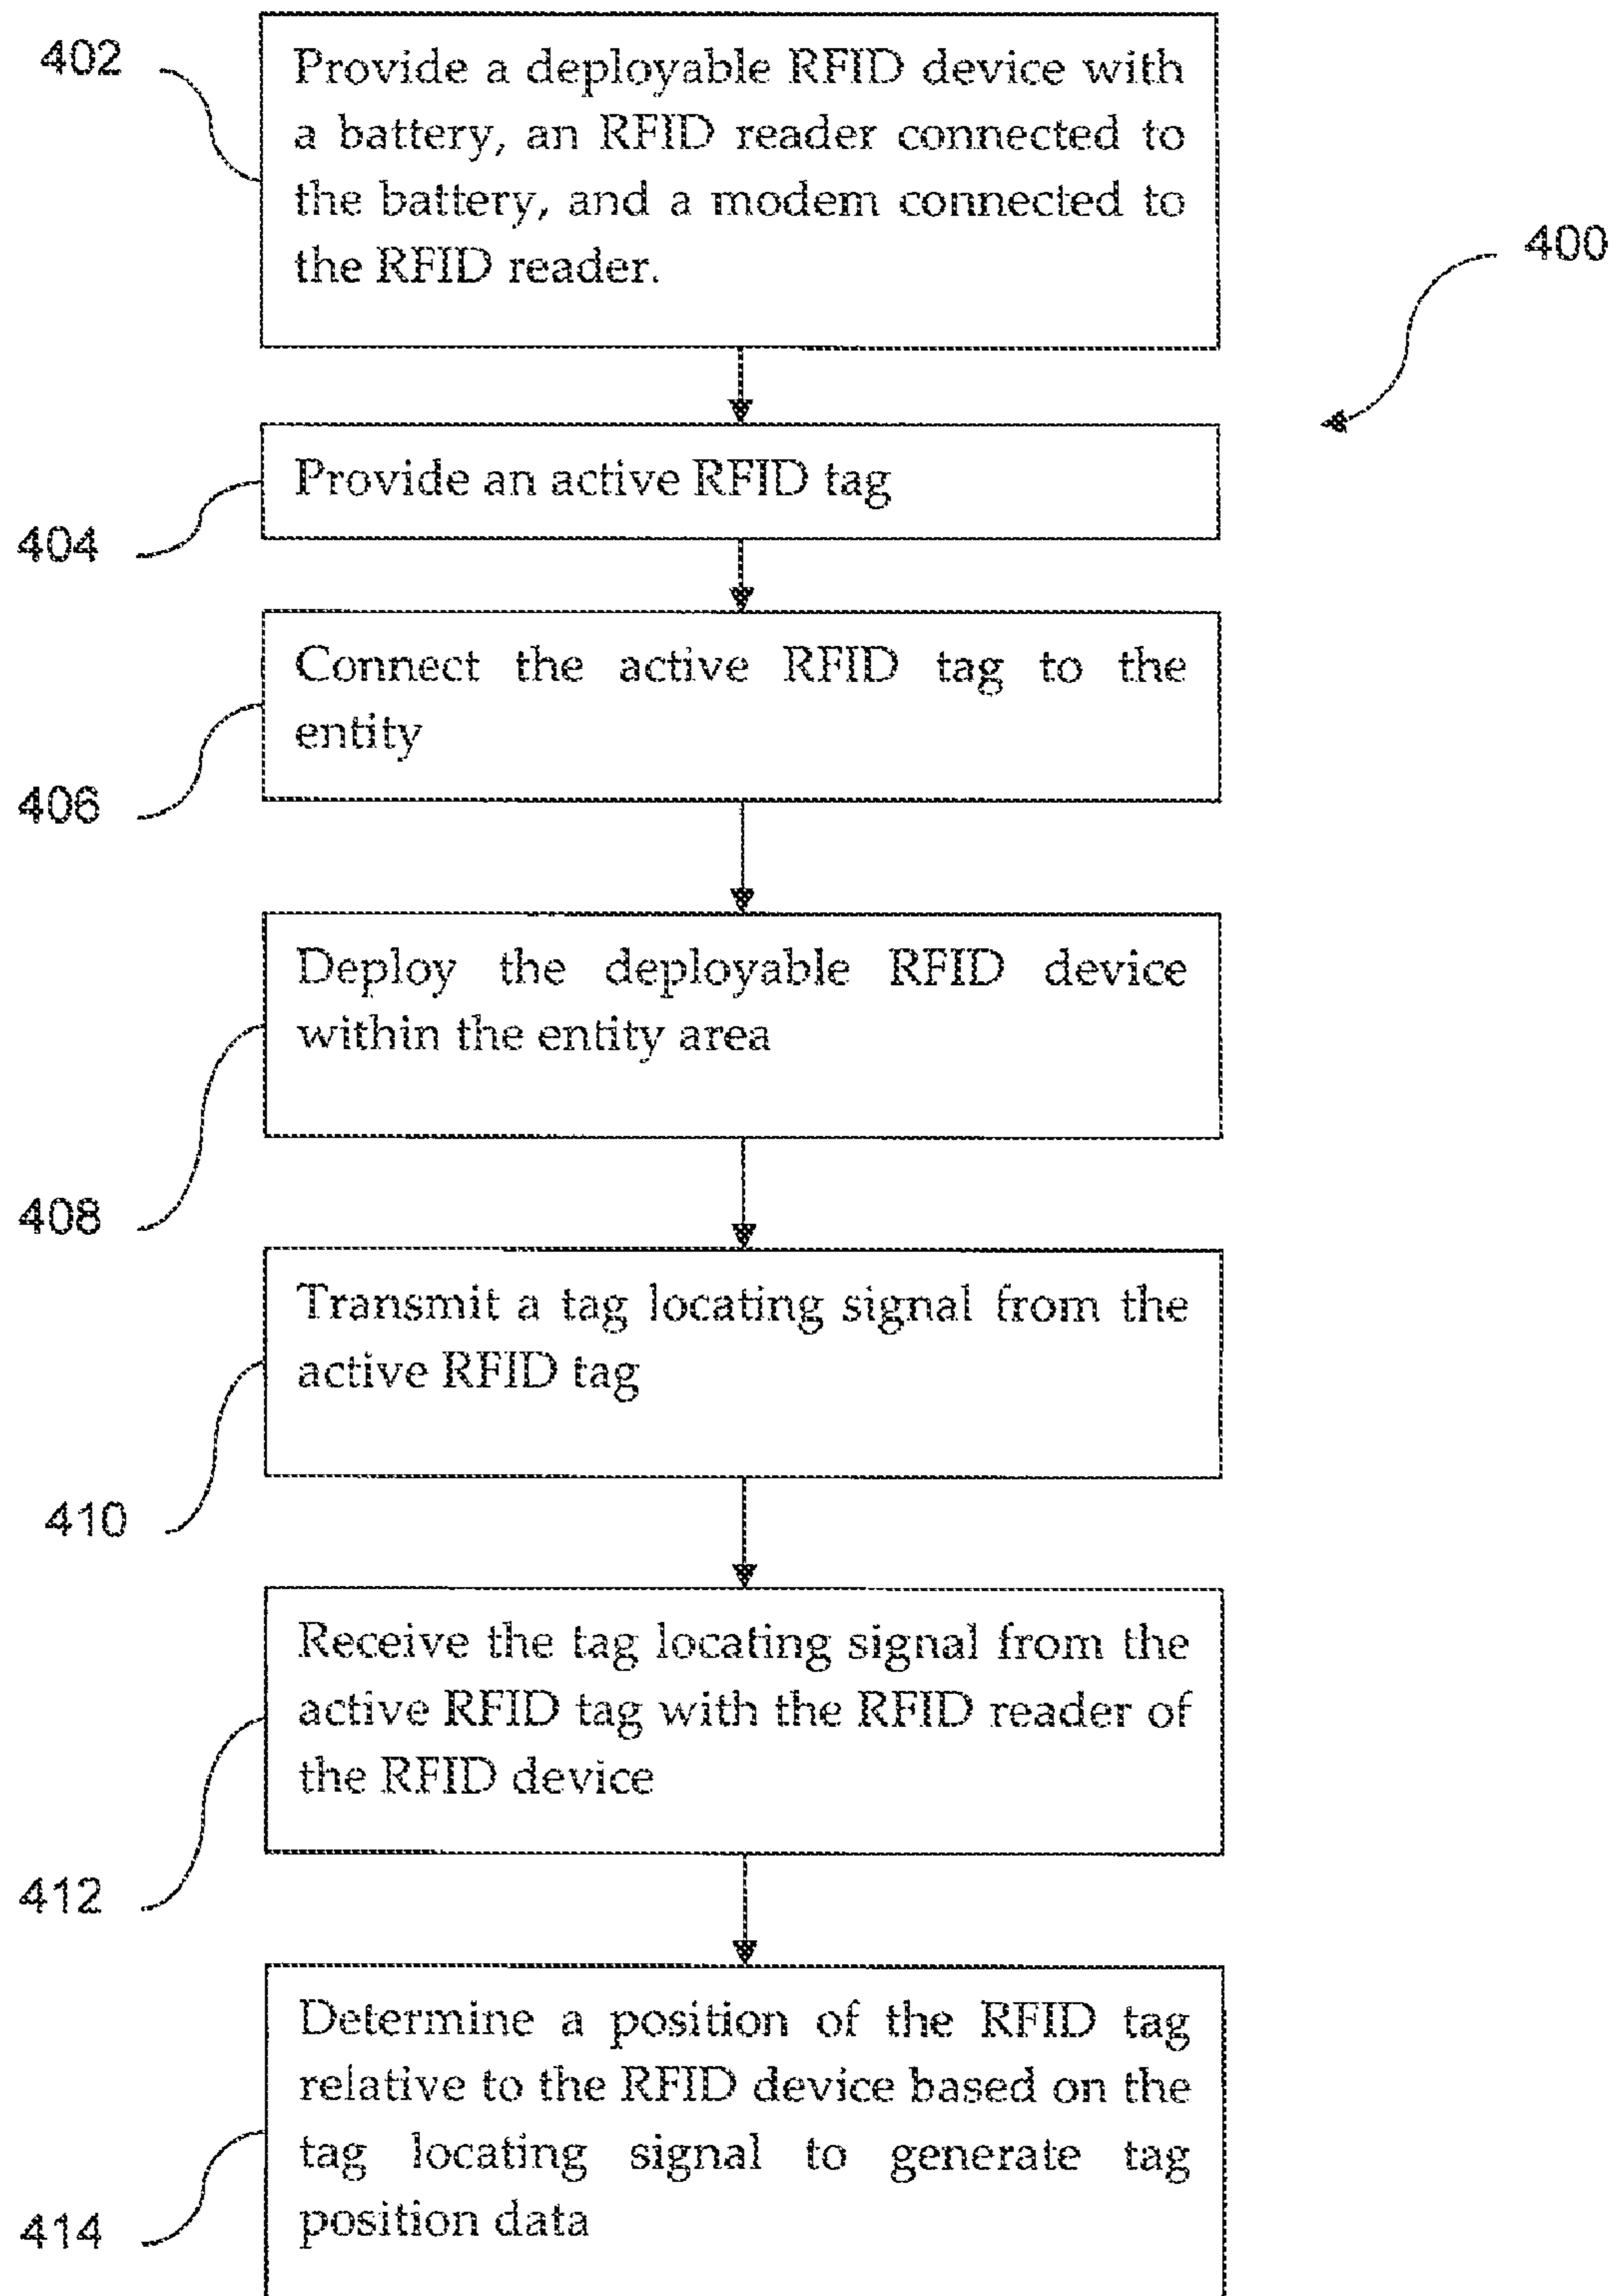 402
Provide a deployable RFID device with
a battery, an RFID reader connected to
the battery, and a modem connected to
the RFID reader.
400
Provide an active RFID tag
404
Connect the active RFID tag to the
entity
406
Deploy the deployable RFID device
within the entity area
408
Transmit a tag locating signal from the
active RFID tag
410
Receive the tag locating signal from the
active RFID tag with the RFID reader of
the RFID device
412
Determine a position of the RFID tag
relative to the RFID device based on the
tag locating signal to generate tag
position data
414